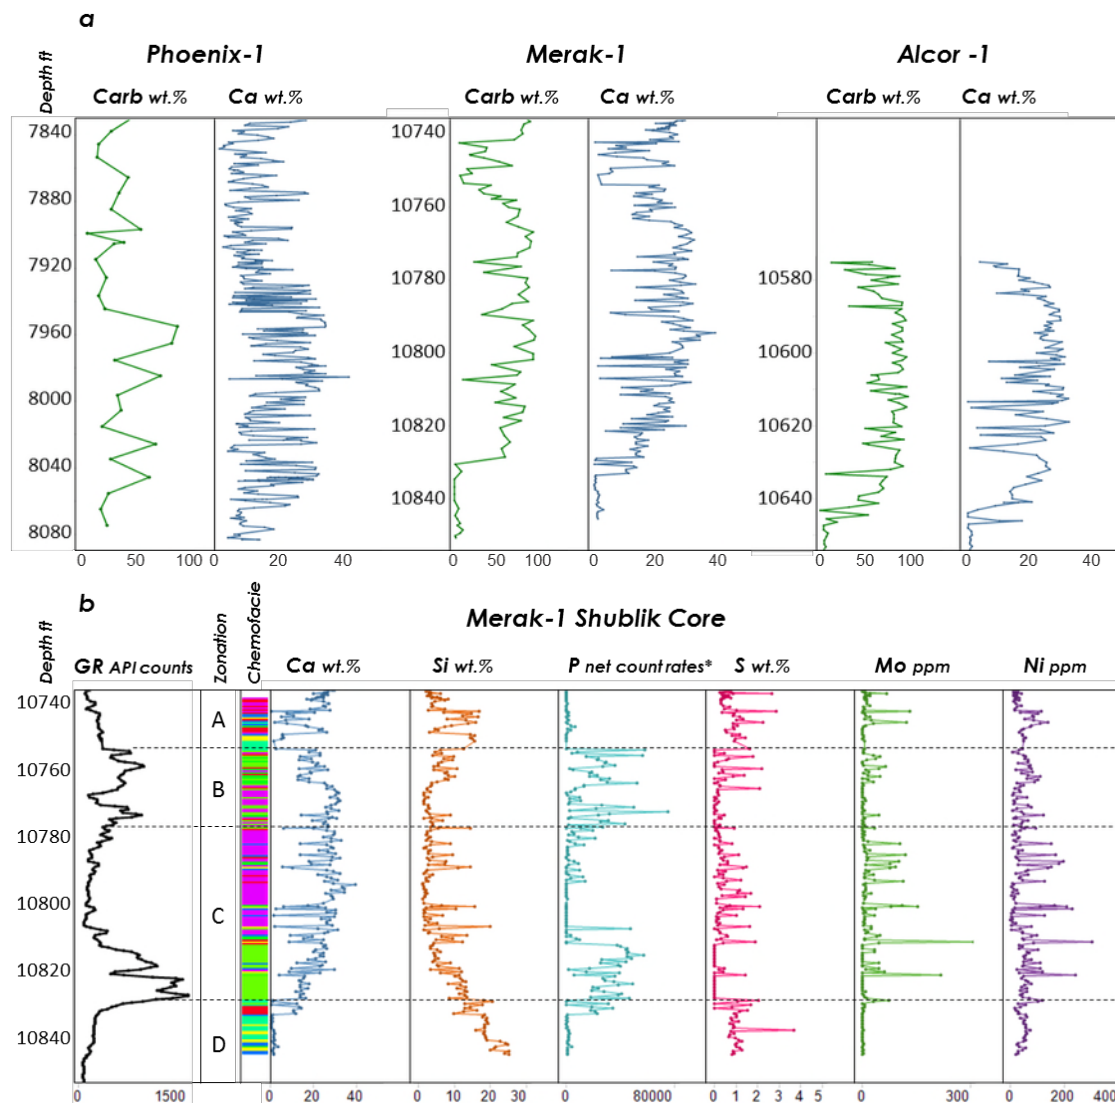 a
Phoenix-1 Merak-1 Alcor -1
Depth ft
Carb wt.% Ca wt.% Carb wt.% Ca wt.% Carb wt.% Ca wt.%
7840 10740
7880 10760
7920 10780 10580
7960 10800 10600
8000 10820 10620
8040 10840 10640
8080
0 50 100 0 20 40 0 50 100 0 20 40 0 50 100 0 20 40
b
Merak-1 Shublik Core
Depth ft
Zonation
Chemofacie
GR API counts Ca wt.% Si wt.% P net count rates* S wt.% Mo ppm Ni ppm
10740 A
10760 B
10780
10800 C
10820
10840 D
0 1500 0 20 40 0 10 20 30 0 80000 0 1 2 3 4 5 0 300 0 200 400